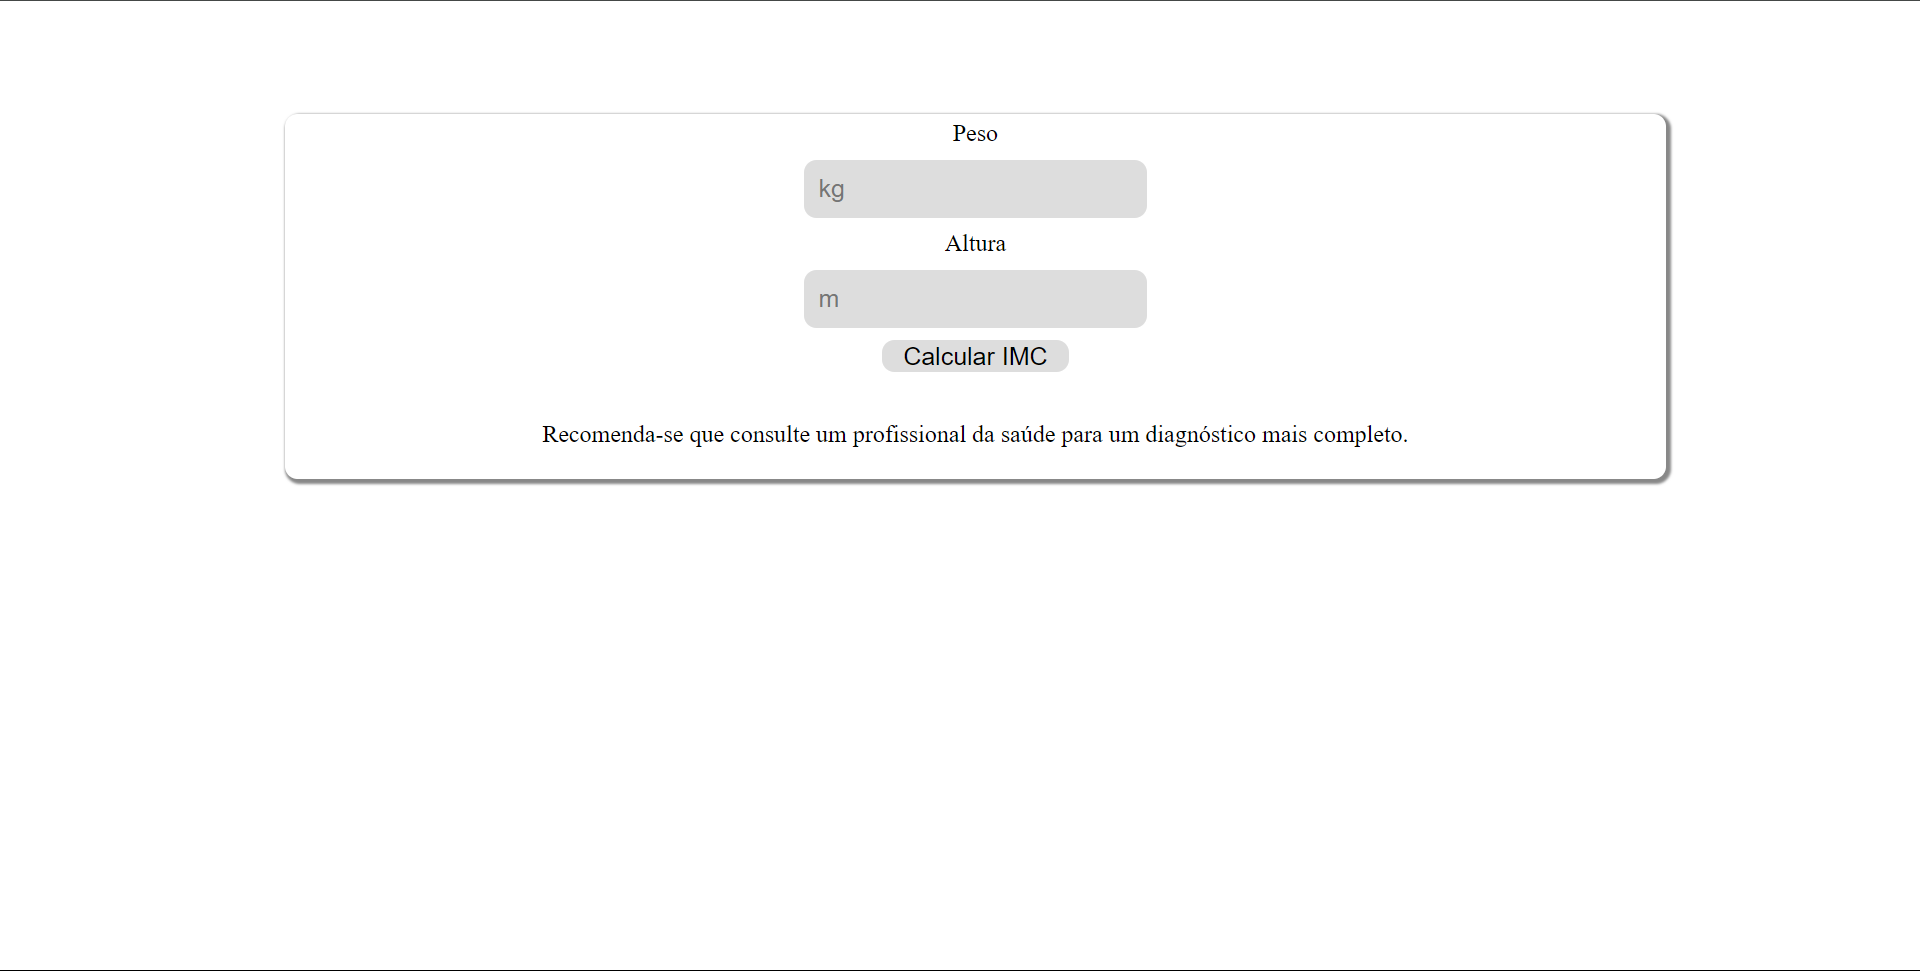 Peso
kg
Altura
m
Calcular IMC
Recomenda-se que consulte um profissional da saúde para um diagnóstico mais completo.